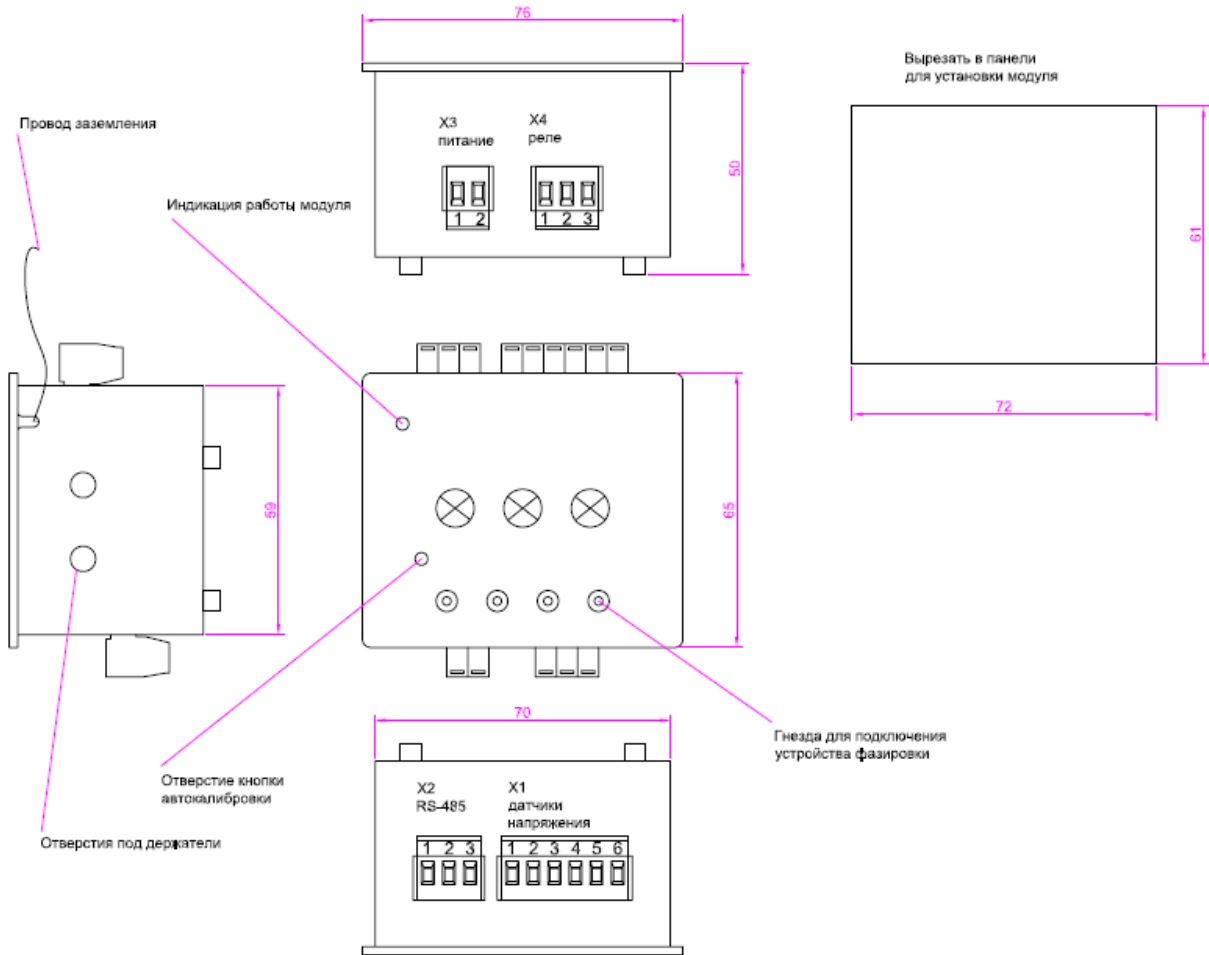 76
Вырезать в панели
для установки модуля
Провод заземления
X3
питание
X4
реле
1 2
1 2 3
50
61
72
Индикация работы модуля
59
65
70
Гнезда для подключения
устройства фазировки
Отверстие кнопки
автокалибровки
Отверстия под держатели
X2
RS-485
X1
датчики
напряжения
1 2 3
1 2 3 4 5 6